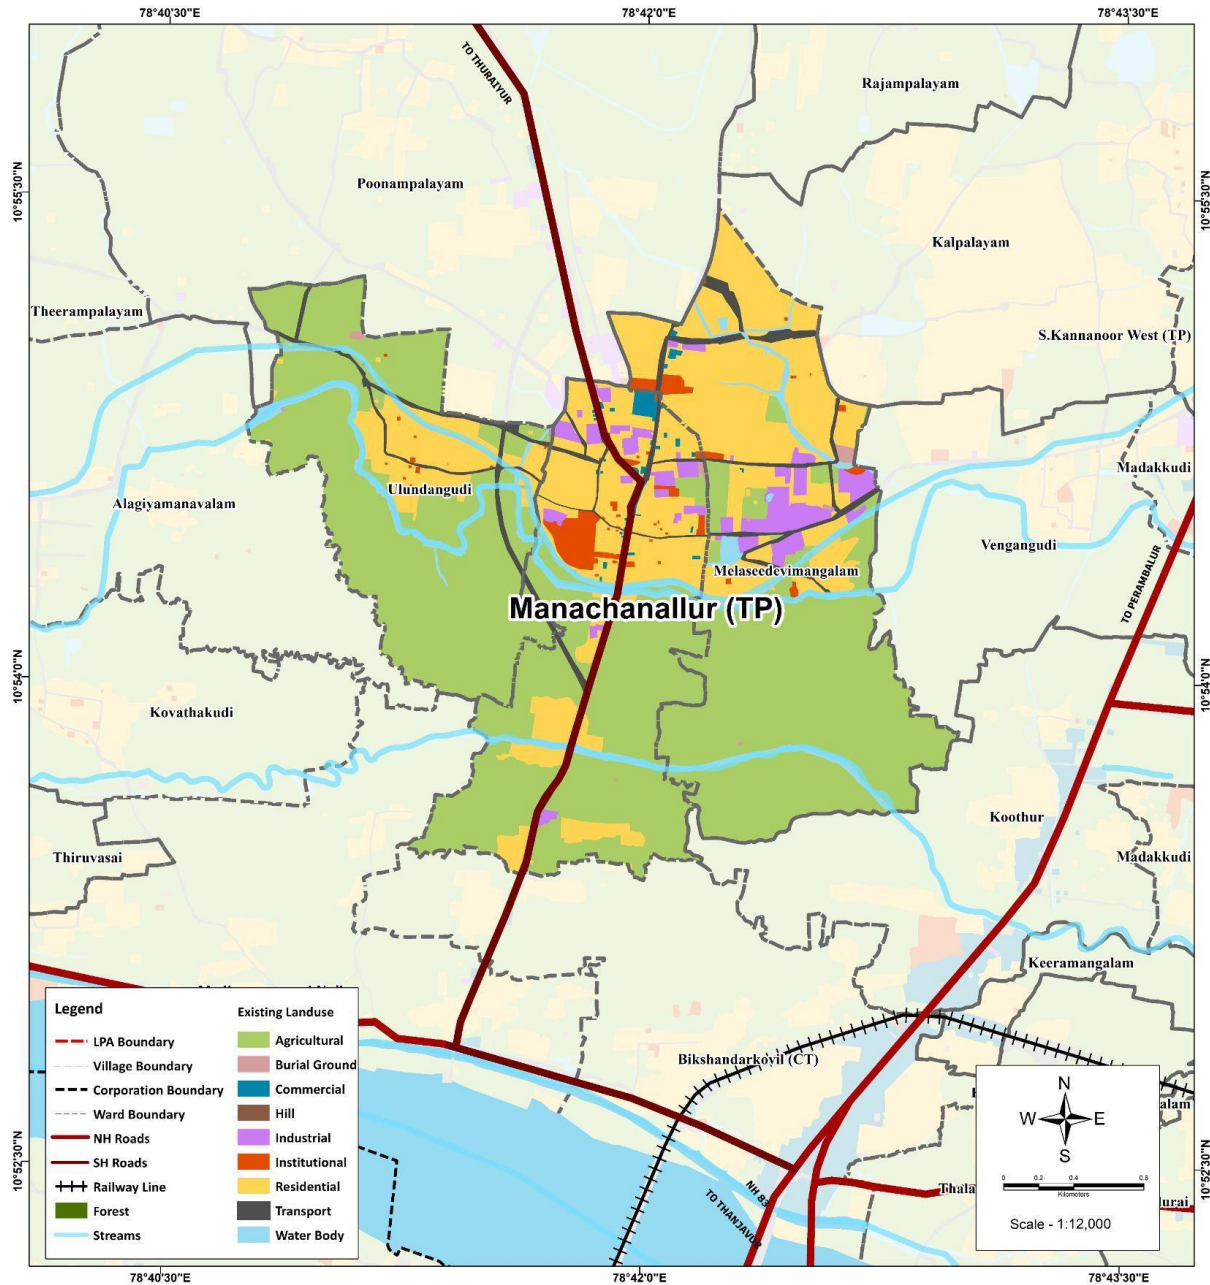 78°40'30"E
78°42'0"E
78°43'30"E
TO THURAIYUR
Rajampalayam
Poonampalayam
10°55'30"N
10°55'30"N
Kalpalayam
Theerampalayam
S.Kannanoor West (TP)
Madakkudi
Ulundangudi
Alagiyamanavalam
Vengangudi
Melaseedevimangalam
TO PERAMBALUR
Manachanallur (TP)
10°54'0"N
10°54'0"N
Kovathakudi
Koothur
Thiruvasai
Madakkudi
Keeramangalam
Bikshandarkovil (CT)
NH 83
TO THANJAVUR
10°52'30"N
10°52'30"N
Legend
LPA Boundary
Village Boundary
Corporation Boundary
Ward Boundary
NH Roads
SH Roads
Railway Line
Forest
Streams
Existing Landuse
Agricultural
Burial Ground
Commercial
Hill
Industrial
Institutional
Residential
Transport
Water Body
N
W E
S
0 0.2 0.4 0.8
Kilometers
Scale - 1:12,000
78°40'30"E
78°42'0"E
78°43'30"E